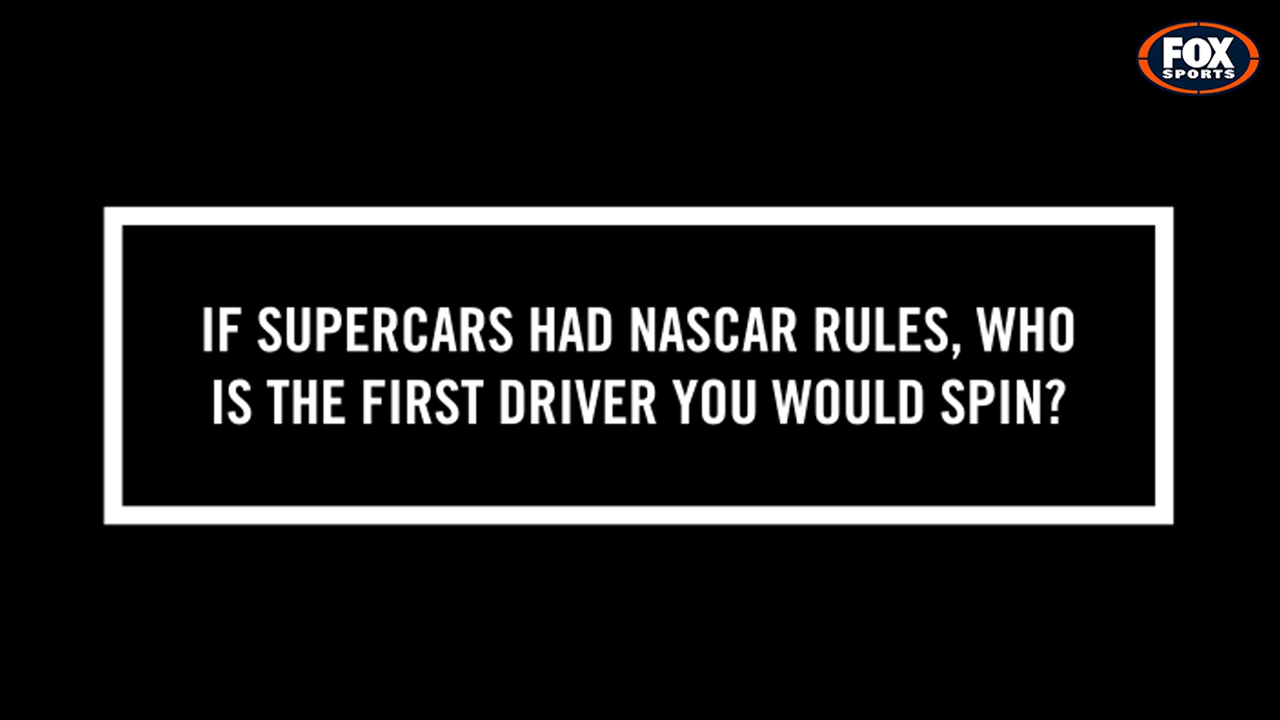 FOX
SPORTS
IF SUPERCARS HAD NASCAR RULES, WHO
IS THE FIRST DRIVER YOU WOULD SPIN?